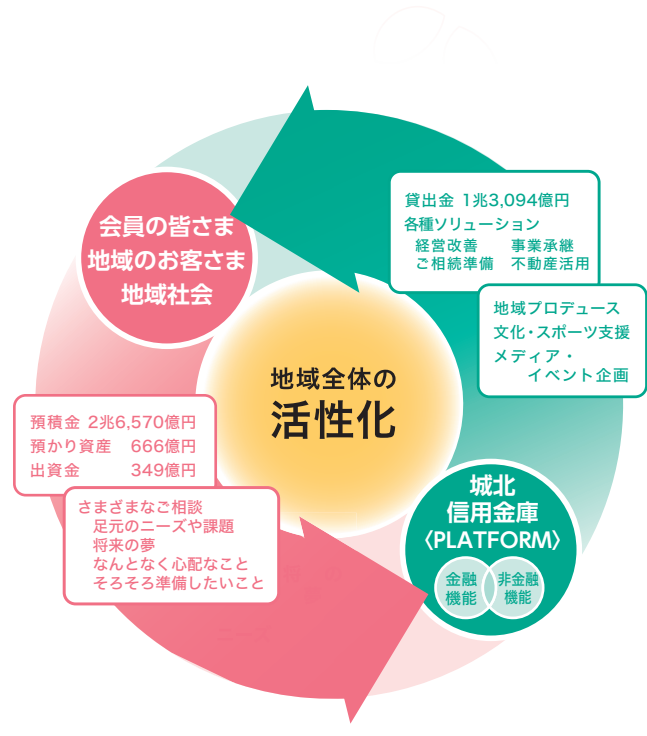 会員の皆さま
地域のお客さま
地域社会
貸出金 1兆3,094億円
各種ソリューション
経営改善 事業承継
ご相続準備 不動産活用
地域プロデュース
文化・スポーツ支援
メディア・
イベント企画
地域全体の
活性化
預積金 2兆6,570億円
預かり資産 666億円
出資金 349億円
さまざまなご相談
足元のニーズや課題
将来の夢
なんとなく心配なこと
そろそろ準備したいこと
城北
信用金庫
〈PLATFORM〉
金融
機能
非金融
機能